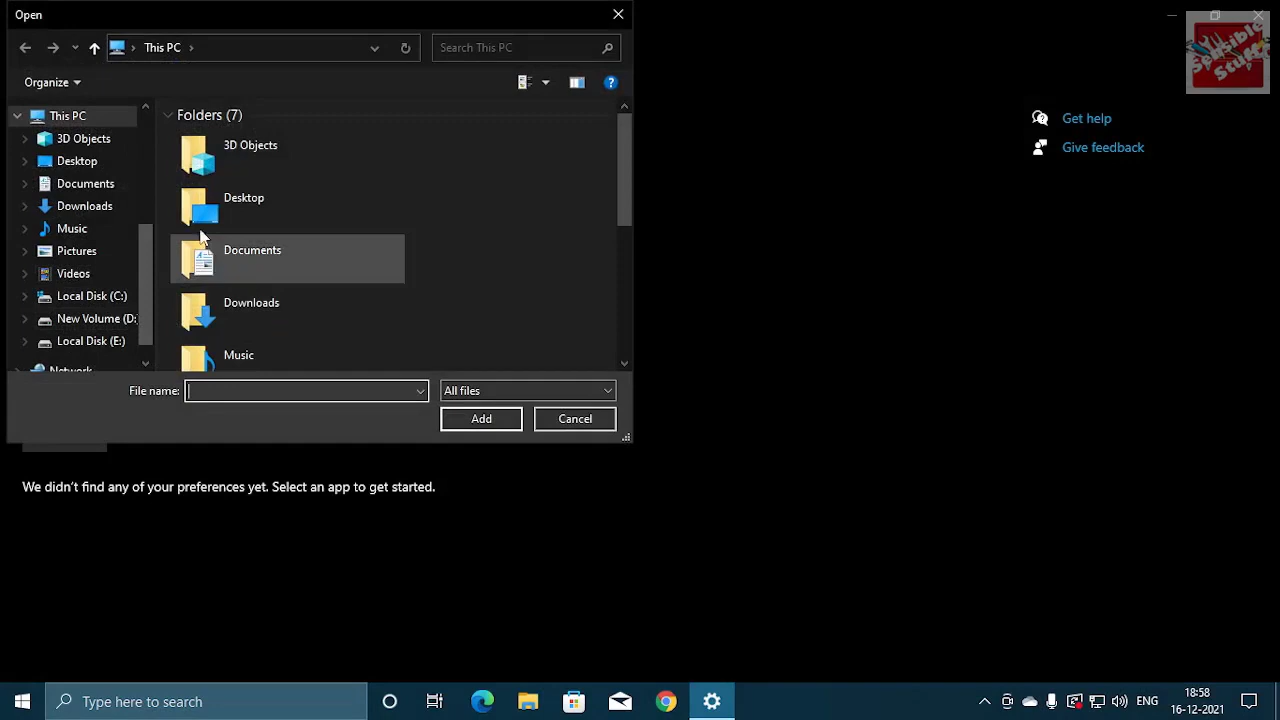 Open
This PC
Search This PC
Organize
This PC
3D Objects
Desktop
Documents
Downloads
Music
Pictures
Videos
Local Disk (C:)
New Volume (D:
Local Disk (E:)
Network
Folders (7)
3D Objects
Desktop
Documents
Downloads
Music
File name:
All files
Add
Cancel
Sensible
Stuff
Get help
Give feedback
We didn't find any of your preferences yet. Select an app to get started.
Type here to search
ENG
18:58
16-12-2021